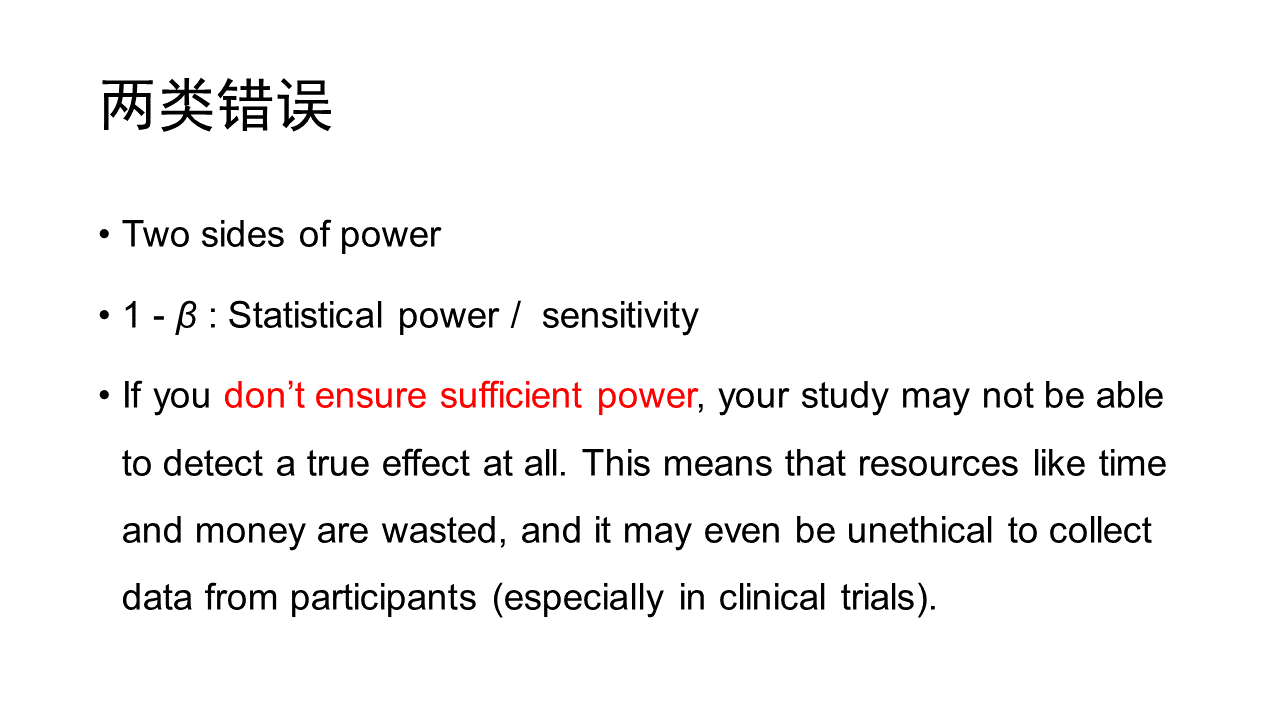 两类错误
• Two sides of power
• 1 - β : Statistical power / sensitivity
• If you don’t ensure sufficient power, your study may not be able
to detect a true effect at all. This means that resources like time
and money are wasted, and it may even be unethical to collect
data from participants (especially in clinical trials).